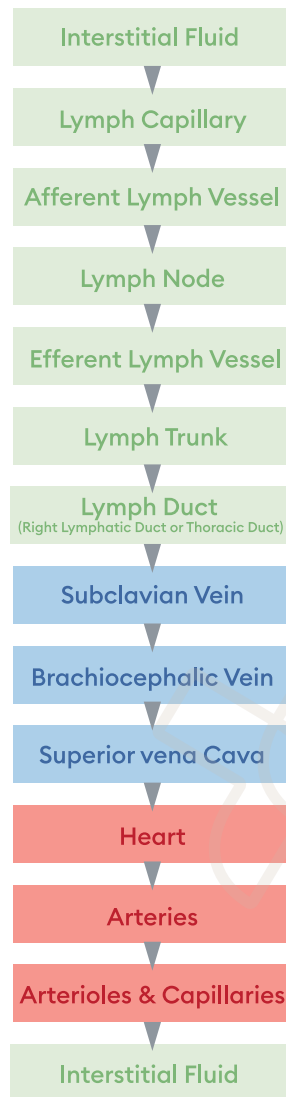 Interstitial Fluid
Lymph Capillary
Afferent Lymph Vessel
Lymph Node
Efferent Lymph Vessel
Lymph Trunk
Lymph Duct
(Right Lymphatic Duct or Thoracic Duct)
Subclavian Vein
Brachiocephalic Vein
Superior vena Cava
Heart
Arteries
Arterioles & Capillaries
Interstitial Fluid